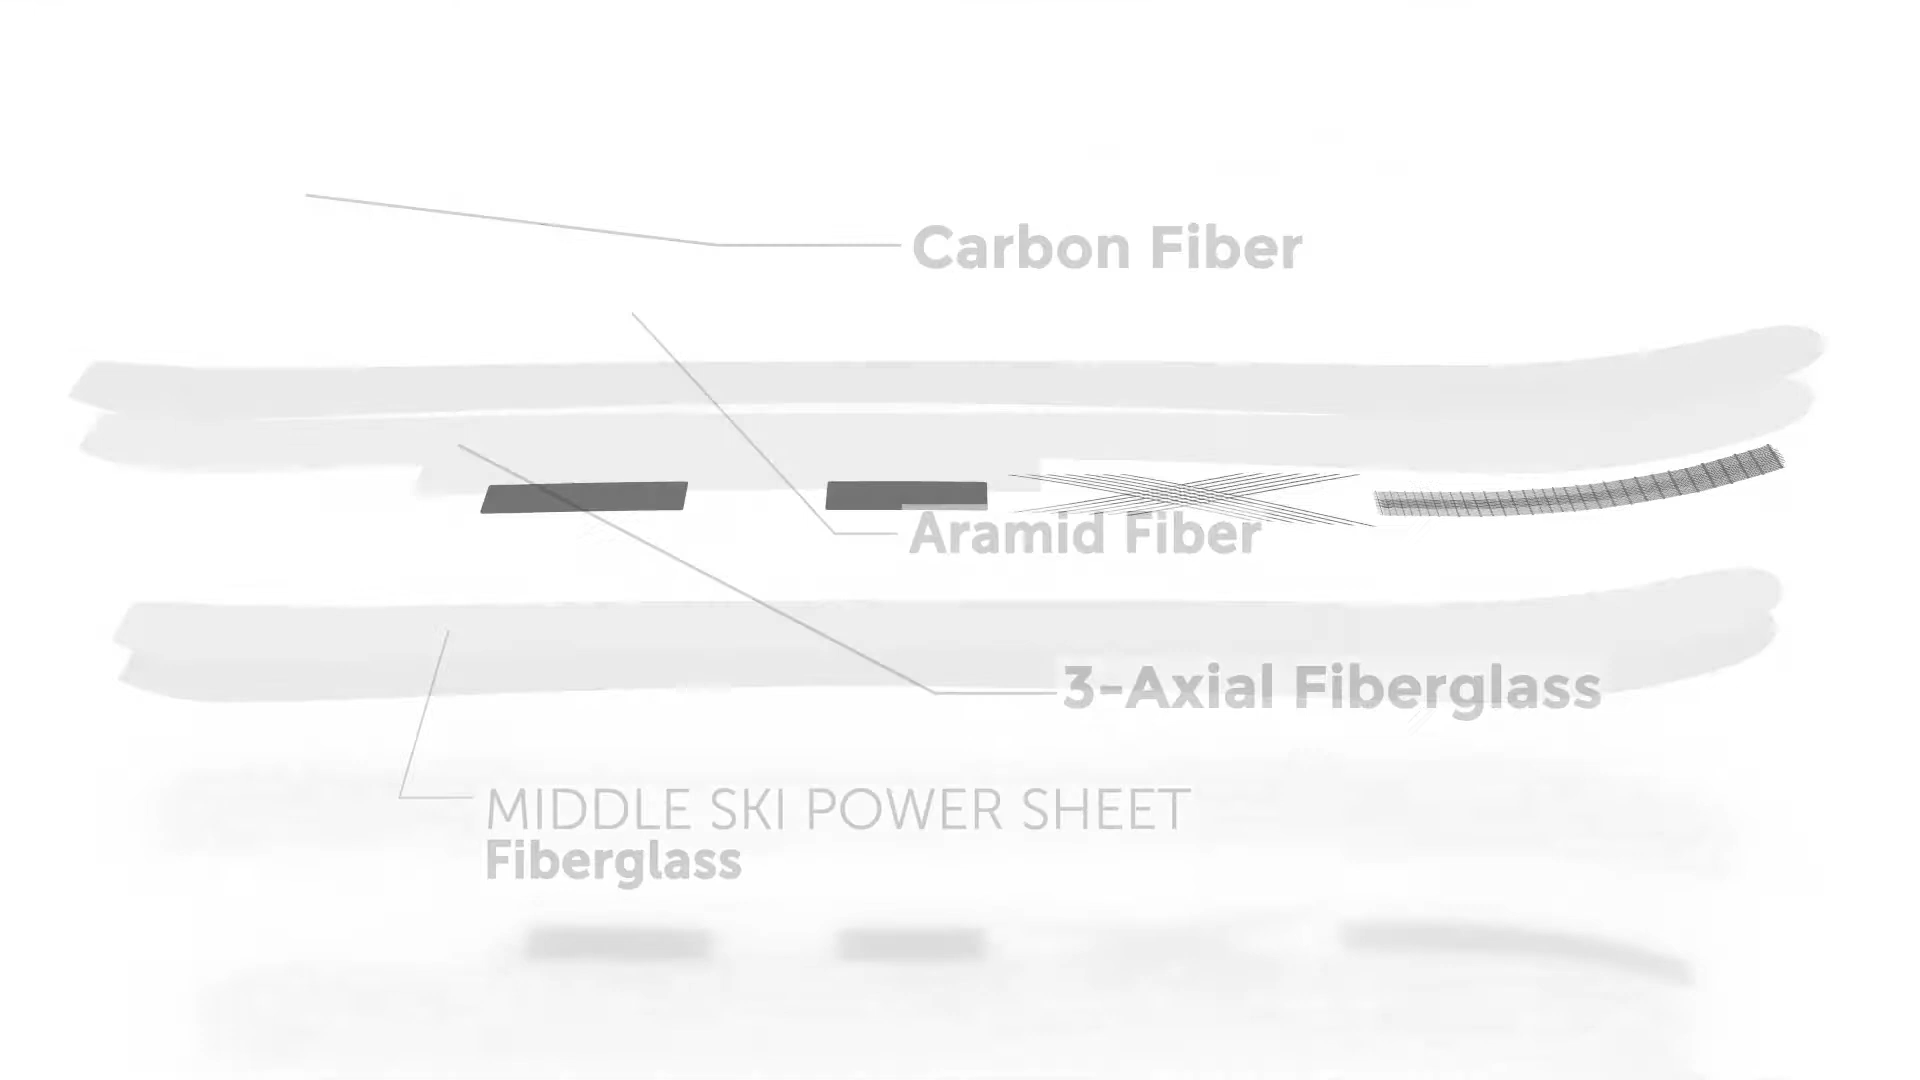 Carbon Fiber
Aramid Fiber
3-Axial Fiberglass
MIDDLE SKI POWER SHEET
Fiberglass